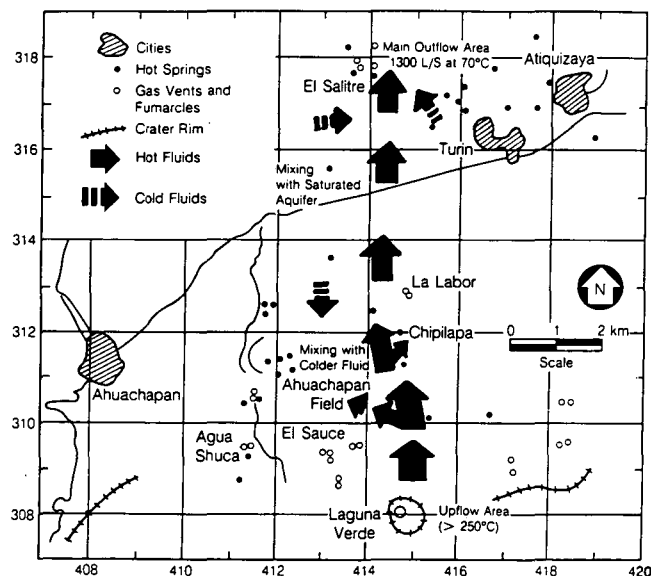 318
316
314
312
310
308
Cities
Hot Springs
Gas Vents and
Fumarcles
Crater Rim
Hot Fluids
Cold Fluids
Main Outflow Area
1300 L/S at 70°C
Atiquizaya
El Salitre
Turin
Mixing
with Saturated
Aquifer
La Labor
N
Chipilapa
0 1 2 km
Scale
Mixing with
Colder Fluid
Ahuachapan
Ahuachapan
Field
Agua
Shuca
El Sauce
Laguna
Verde
Upflow Area
(> 250°C)
408 410 412 414 416 418 420